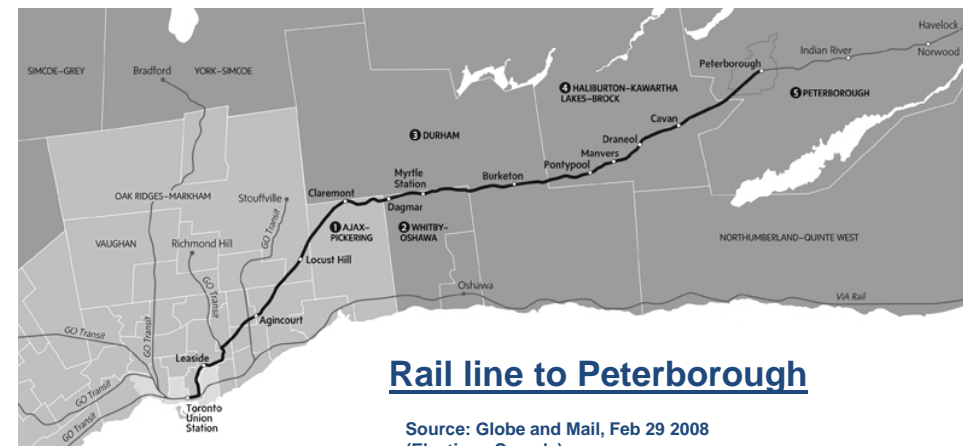 Havelock
Norwood
Indian River
Peterborough
SIMCOE–GREY
Bradford
YORK–SIMCOE
4 HALIBURTON–KAWARTHA
LAKES–BROCK
5 PETERBOROUGH
Cavan
3 DURHAM
Draneol
Manvers
Pontypool
Myrtle
Station
Burketon
Claremont
Dagmar
OAK RIDGES–MARKHAM
Stouffville
GO Transit
1 AJAX–
PICKERING
2 WHITBY–
OSHAWA
VAUGHAN
Richmond Hill
NORTHUMBERLAND–QUINTE WEST
Locust Hill
GO Transit
Oshawa
VIA Rail
Agincourt
GO Transit
GO Transit
Leaside
GO Transit
Toronto
Union
Station
GO Transit
Rail line to Peterborough
Source: Globe and Mail, Feb 29 2008